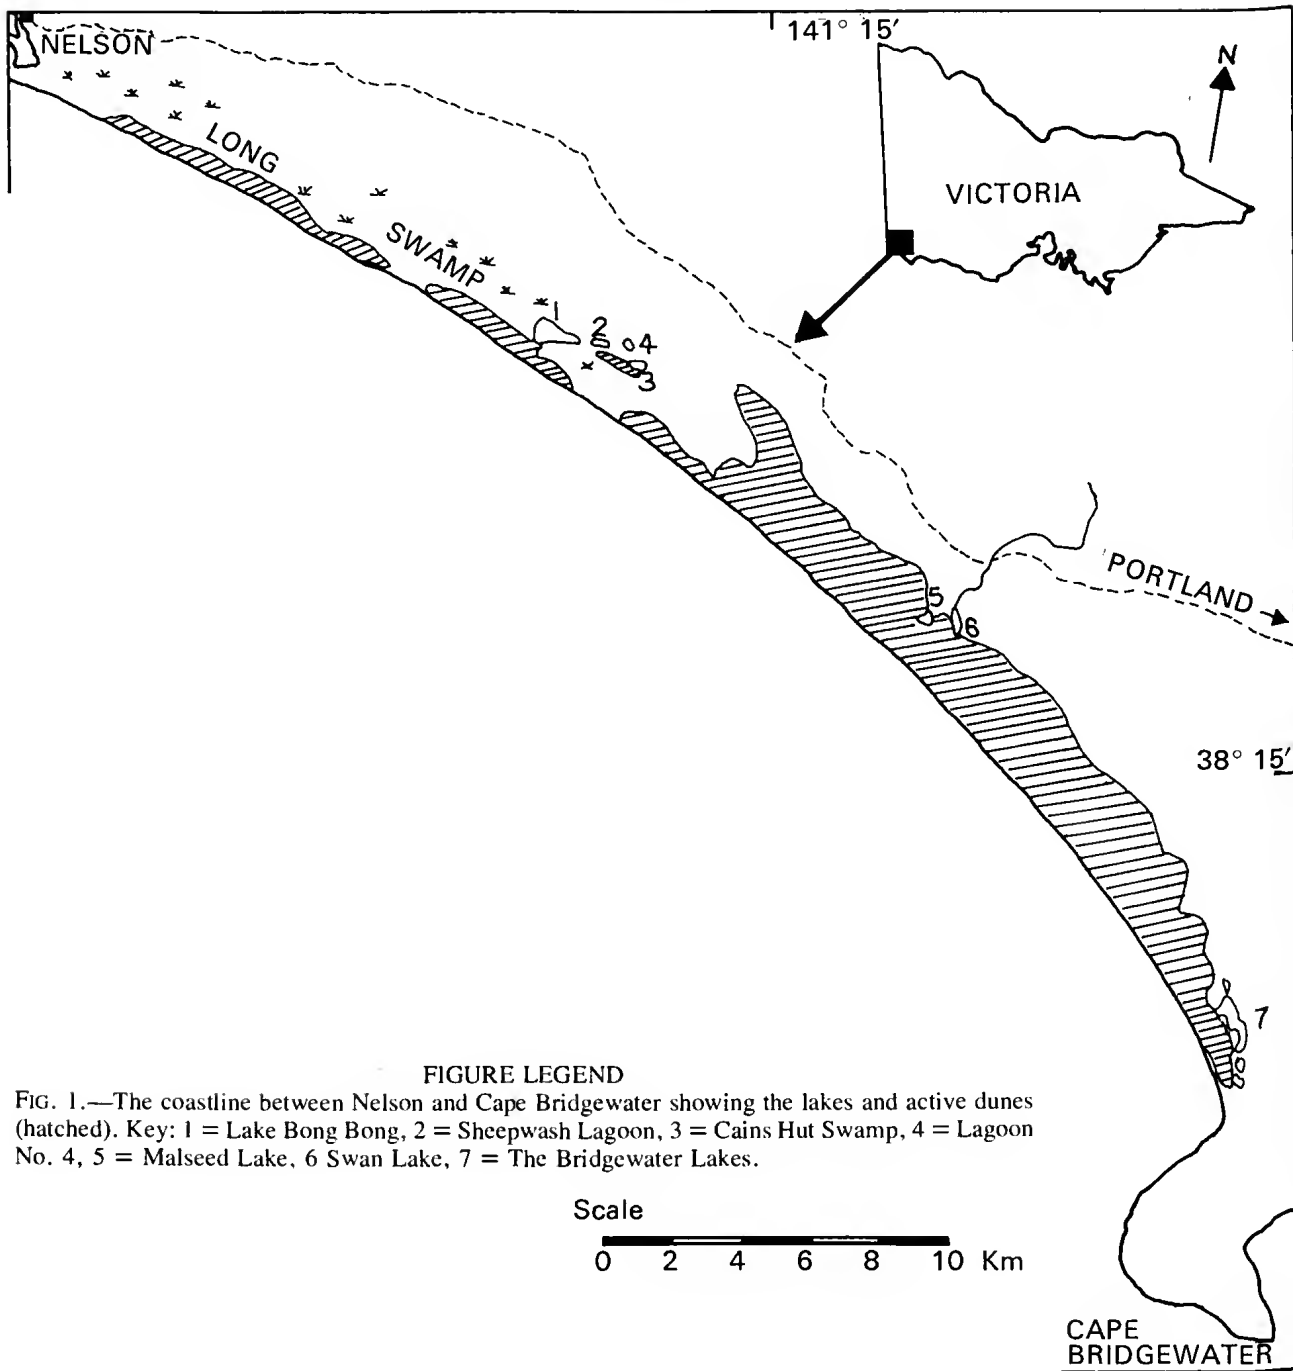 141° 15′
NELSON
N
LONG
VICTORIA
SWAMP
1
2
4
3
PORTLAND
5
6
38° 15′
7
FIGURE LEGEND
FIG. 1.—The coastline between Nelson and Cape Bridgewater showing the lakes and active dunes
(hatched). Key: 1 = Lake Bong Bong, 2 = Sheepwash Lagoon, 3 = Cains Hut Swamp, 4 = Lagoon
No. 4, 5 = Malseed Lake, 6 Swan Lake, 7 = The Bridgewater Lakes.
Scale
0 2 4 6 8 10 Km
CAPE
BRIDGEWATER